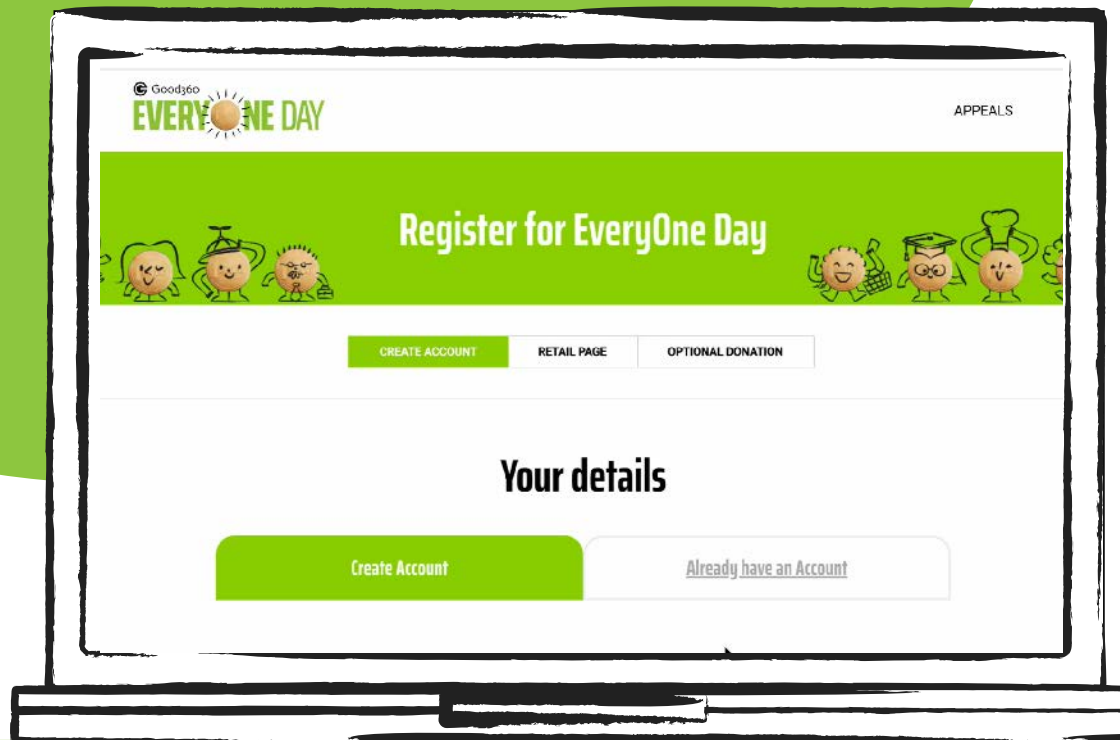 Good360
EVERYONE DAY
APPEALS
Register for EveryOne Day
CREATE ACCOUNT
RETAIL PAGE
OPTIONAL DONATION
Your details
Create Account
Already have an Account